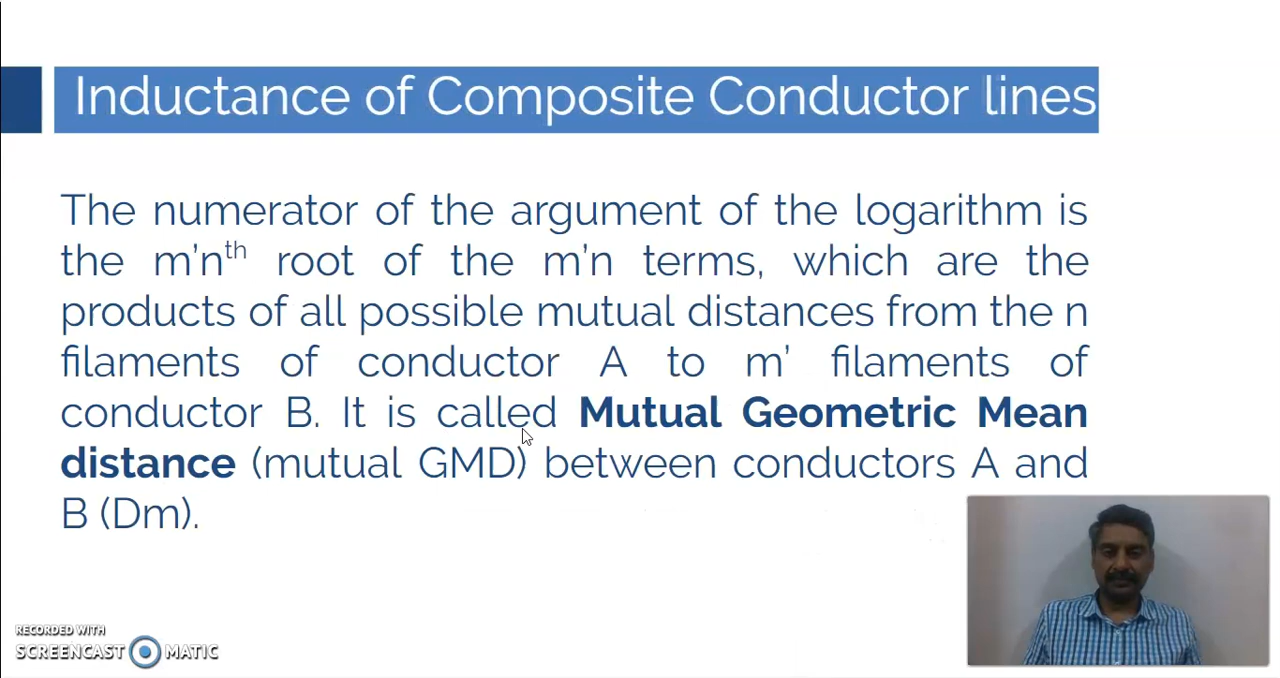 Inductance of Composite Conductor lines
The numerator of the argument of the logarithm is
the m’nth root of the m’n terms, which are the
products of all possible mutual distances from the n
filaments of conductor A to m’ filaments of
conductor B. It is called Mutual Geometric Mean
distance (mutual GMD) between conductors A and
B (Dm).
RECORDED WITH
SCREENCAST MATIC